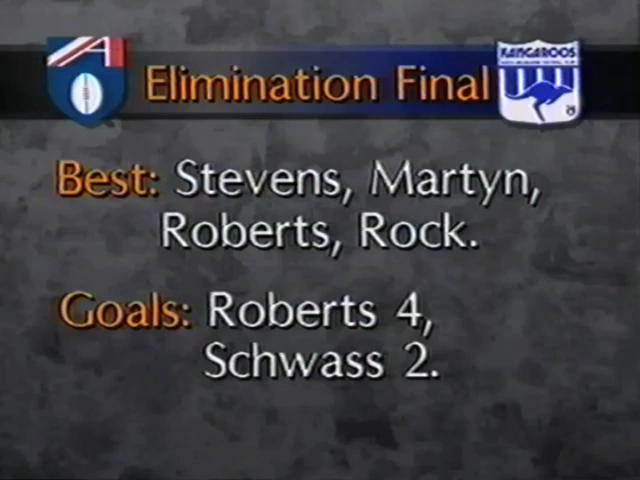 Elimination Final
KANGAROOS
Best: Stevens, Martyn,
Roberts, Rock.
Goals: Roberts 4,
Schwass 2.